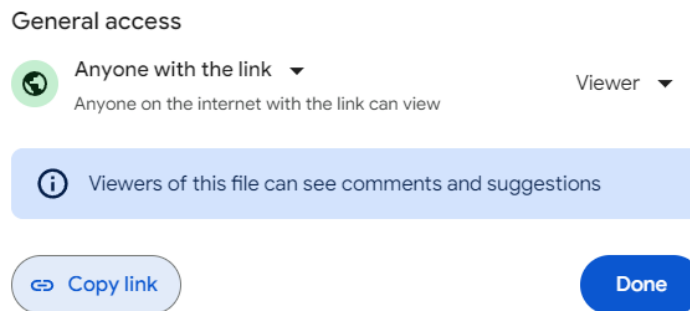 General access
Anyone with the link
Viewer
Anyone on the internet with the link can view
Viewers of this file can see comments and suggestions
Copy link
Done